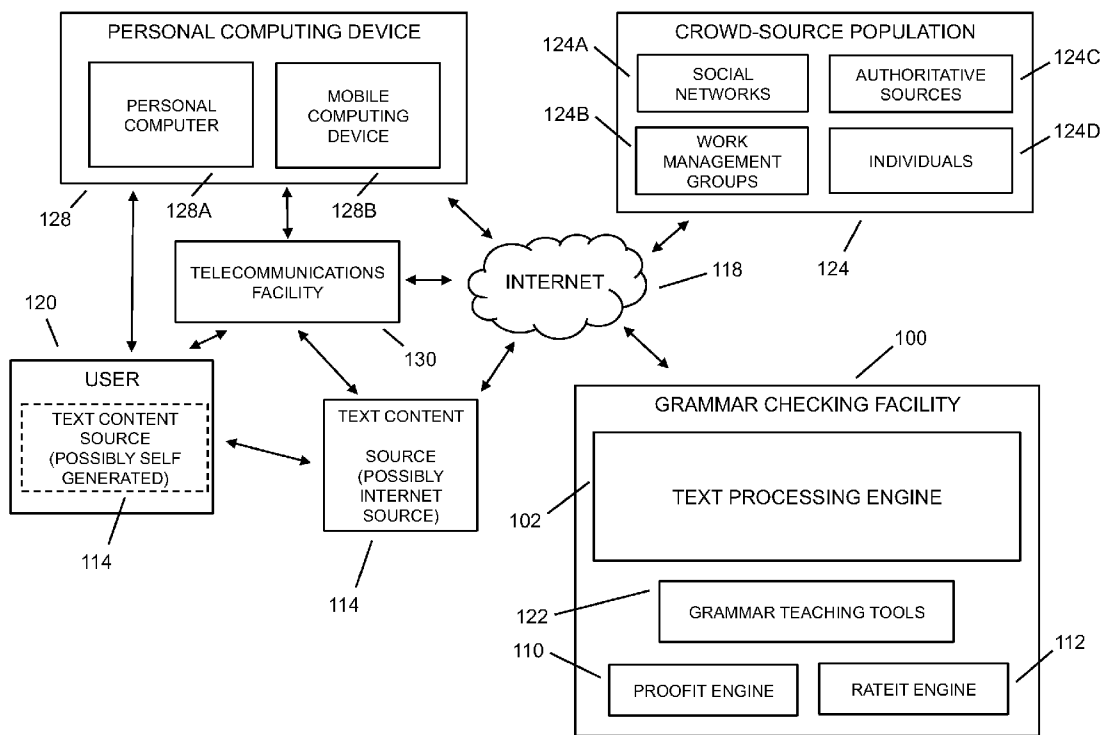 PERSONAL COMPUTING DEVICE
PERSONAL
COMPUTER
MOBILE
COMPUTING
DEVICE
128
128A
128B
CROWD-SOURCE POPULATION
124A
SOCIAL
NETWORKS
AUTHORITATIVE
SOURCES
124C
124B
WORK
MANAGEMENT
GROUPS
INDIVIDUALS
124D
124
TELECOMMUNICATIONS
FACILITY
130
INTERNET
118
120
USER
TEXT CONTENT
SOURCE
(POSSIBLY SELF
GENERATED)
114
TEXT CONTENT
SOURCE
(POSSIBLY
INTERNET
SOURCE)
114
100
GRAMMAR CHECKING FACILITY
102
TEXT PROCESSING ENGINE
122
GRAMMAR TEACHING TOOLS
110
PROOFIT ENGINE
RATEIT ENGINE
112